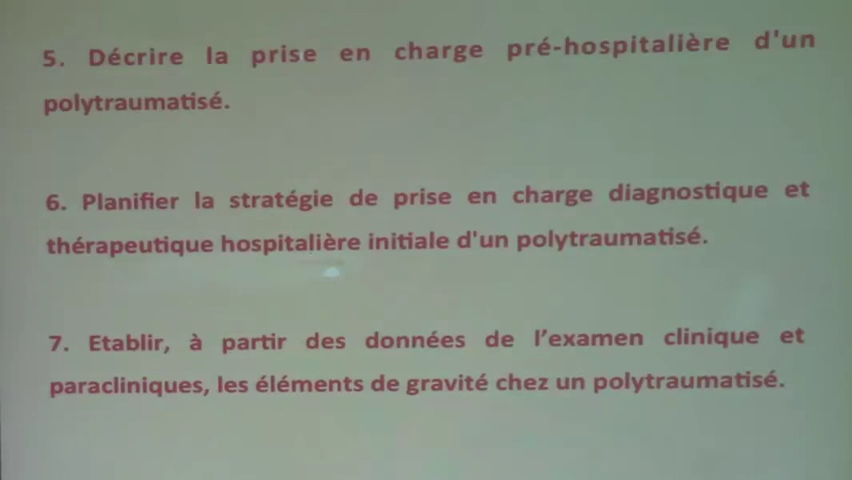 5. Décrire la prise en charge pré-hospitalière d'un
polytraumatisé.
6. Planifier la stratégie de prise en charge diagnostique et
thérapeutique hospitalière initiale d'un polytraumatisé.
7. Etablir, à partir des données de l’examen clinique et
paracliniques, les éléments de gravité chez un polytraumatisé.